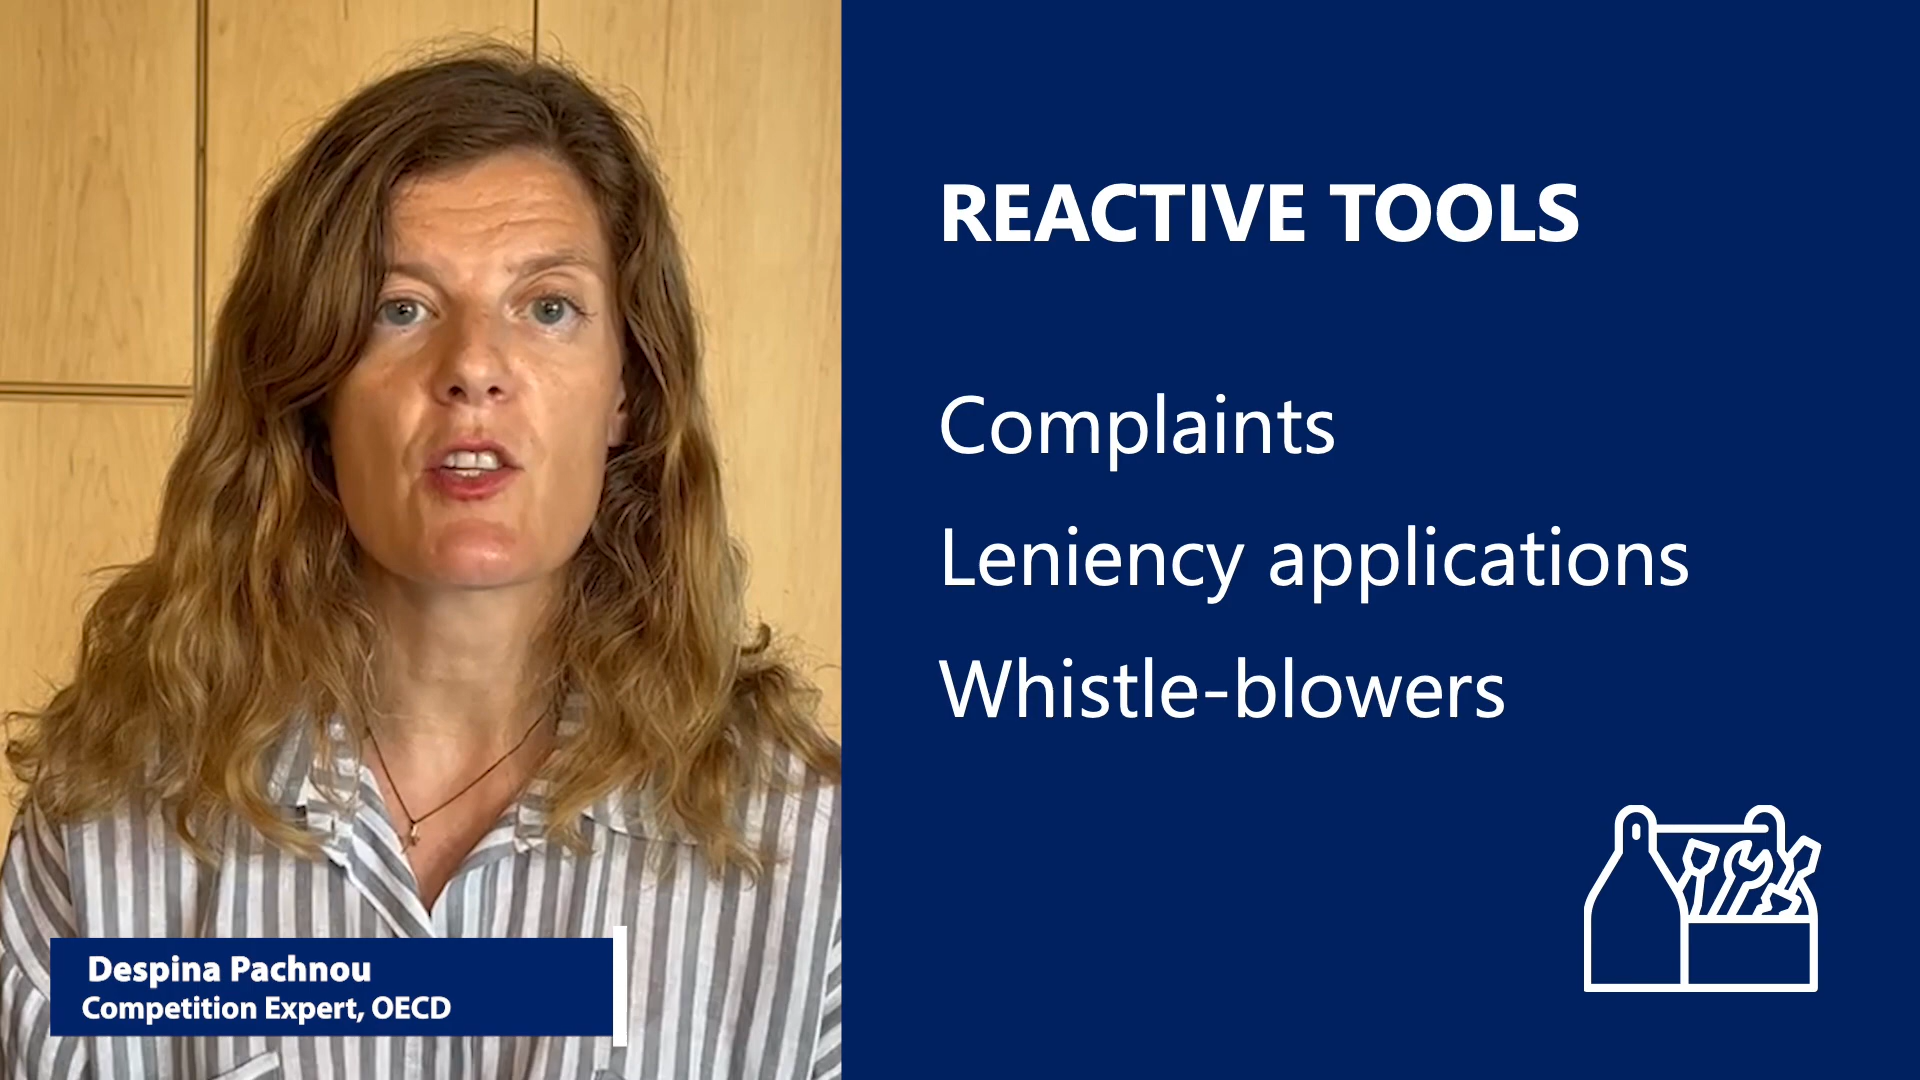 REACTIVE TOOLS
Complaints
Leniency applications
Whistle-blowers
Despina Pachnou
Competition Expert, OECD